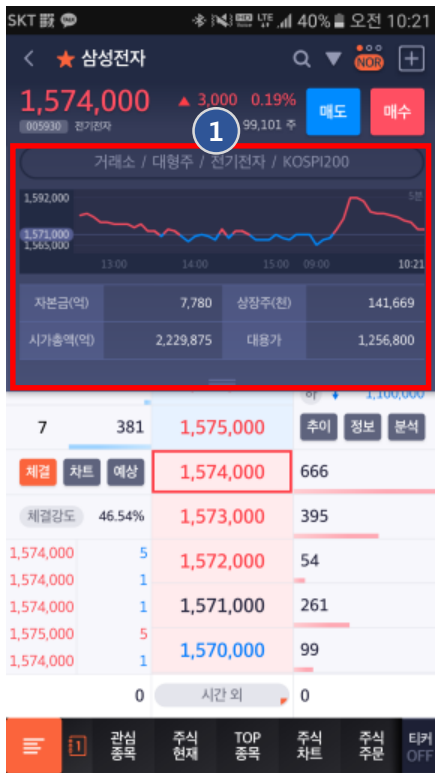 SKT 40% 오전 10:21
삼성전자 NOR
1,574,000 ▲ 3,000 0.19% 매도 매수
005930 전기전자 99,101 주
1
거래소 / 대형주 / 전기전자 / KOSPI200
1,592,000 5분
1,571,000
1,565,000
13:00 14:00 15:00 09:00 10:21
자본금(억) 7,780 상장주(천) 141,669
시가총액(억) 2,229,875 대용가 1,256,800
하 1,100,000
7 381 1,575,000 추이 정보 분석
체결 차트 예상 1,574,000 666
체결강도 46.54% 1,573,000 395
1,574,000 5 1,572,000 54
1,574,000 1
1,574,000 1 1,571,000 261
1,575,000 5 1,570,000 99
1,574,000 1
0 시간 외 0
1 관심 주식 TOP 주식 주식 티커
종목 현재 종목 차트 주문 OFF